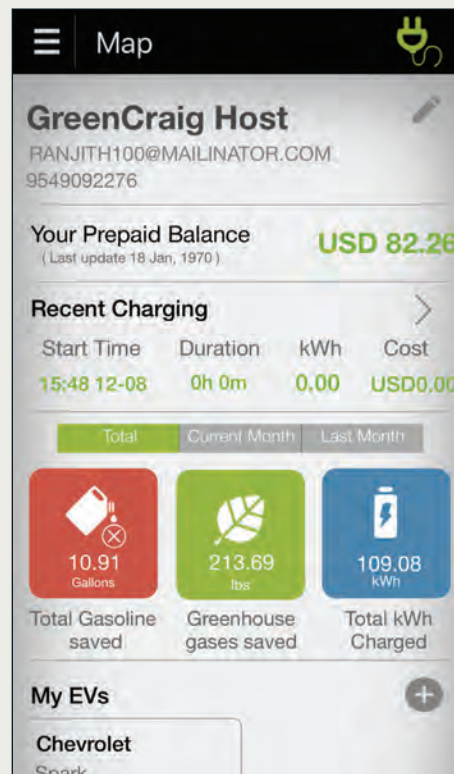 Map
GreenCraig Host
RANJITH100@MAILINATOR.COM
9549092276
Your Prepaid Balance USD 82.26
( Last update 18 Jan, 1970 )
Recent Charging
Start Time Duration kWh Cost
15:48 12-08 0h 0m 0.00 USD0.00
Total Current Month Last Month
10.91 213.69 109.08
Gallons lbs kWh
Total Gasoline Greenhouse Total kWh
saved gases saved Charged
My EVs
Chevrolet
Spark